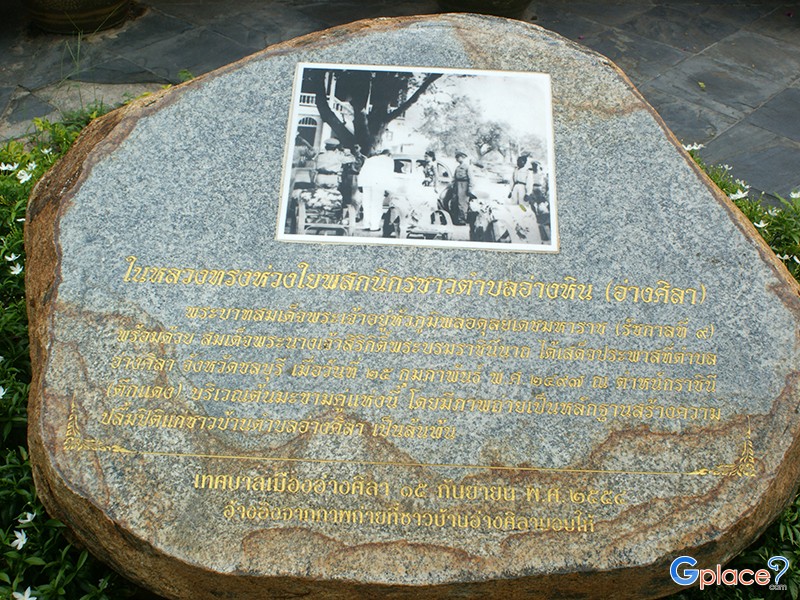 ในหลวงทรงห่วงใยพสกนิกรชาวตำบลอ่างหิน (อ่างศิลา)
พระบาทสมเด็จพระเจ้าอยู่หัวภูมิพลอดุลยเดชมหาราช (รัชกาลที่ ๙)
พร้อมด้วย สมเด็จพระนางเจ้าสิริกิติ์พระบรมราชินีนาถ ได้เสด็จประพาสที่ตำบล
อ่างศิลา จังหวัดชลบุรี เมื่อวันที่ ๒๕ กุมภาพันธ์ พ.ศ ๒๔๙๗ ณ ตำหนักราชินี
(ตึกแดง) บริเวณต้นมะขามคู่แห่งนี้ โดยมีภาพถ่ายเป็นหลักฐานสร้างความ
ปลื้มปิติแก่ชาวบ้านตำบลอ่างศิลา เป็นล้นพ้น
เทศบาลเมืองอ่างศิลา ๑๕ กันยายน พ.ศ.๒๕๕๔
อ้างอิงจากภาพถ่ายที่ชาวบ้านอ่างศิลามอบให้
Gplace?
.com